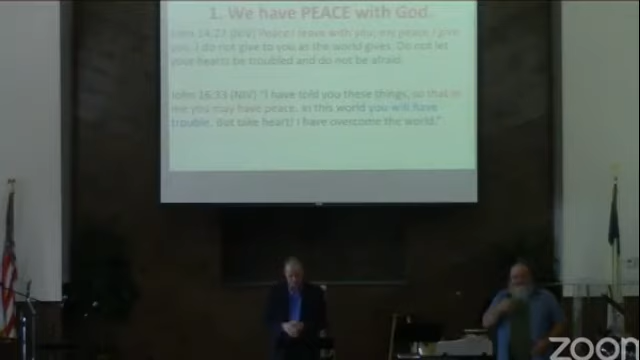 1. We have PEACE with God
John 14:27 (NIV) Peace I leave with you; my peace I give
you. I do not give to you as the world gives. Do not let
your hearts be troubled and do not be afraid.
John 16:33 (NIV) "I have told you these things, so that in
me you may have peace. In this world you will have
trouble. But take heart! I have overcome the world."
zoom